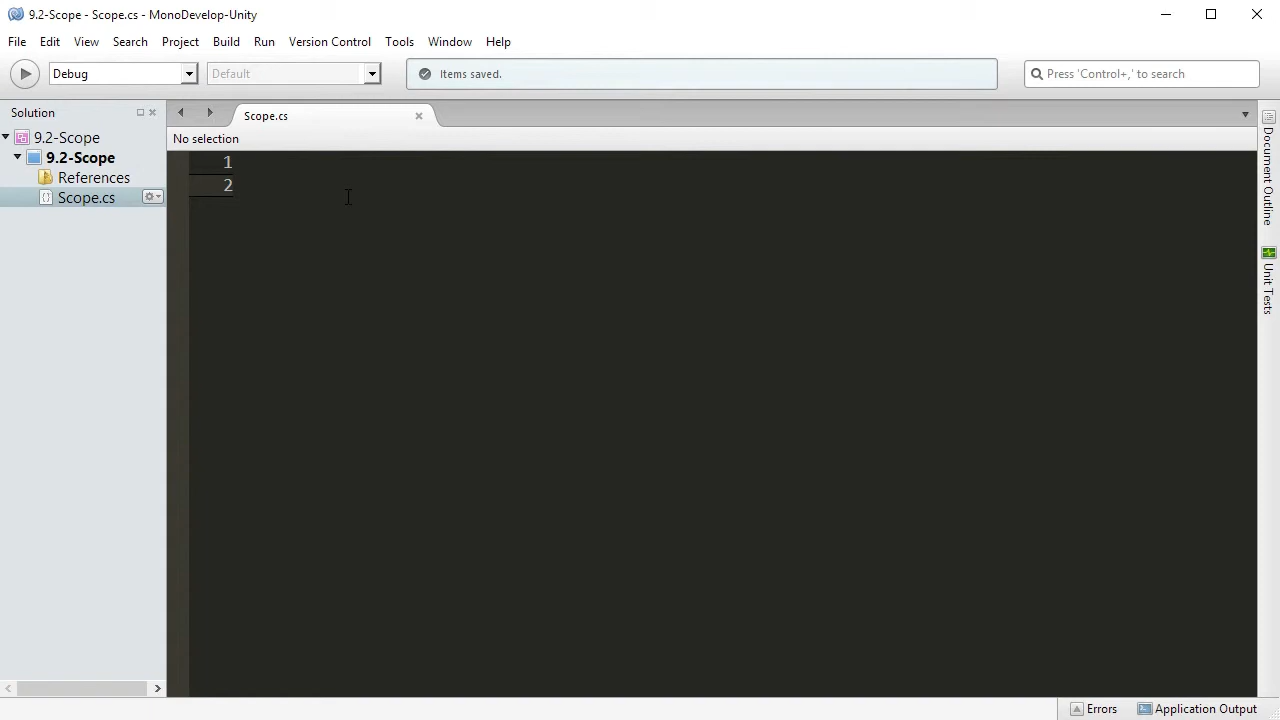 9.2-Scope - Scope.cs - MonoDevelop-Unity
File Edit View Search Project Build Run Version Control Tools Window Help
Debug Default Items saved. Press 'Control+,' to search
Solution
Scope.cs
No selection
9.2-Scope
9.2-Scope
References
Scope.cs
1
2
Document Outline
Unit Tests
Errors Application Output